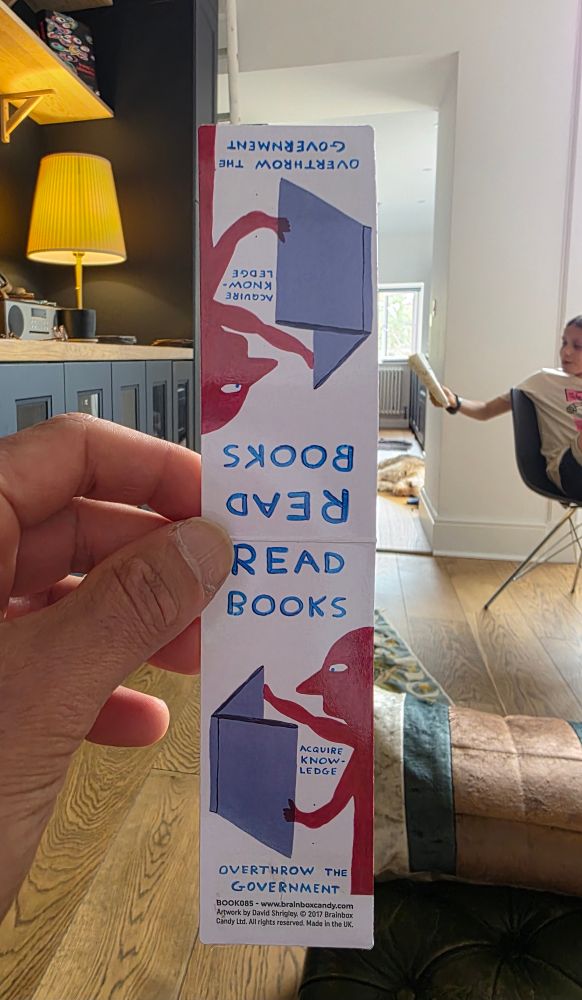 OVERTHROW THE
GOVERNMENT
ACQUIRE
KNOW-
LEDGE
READ
BOOKS
READ
BOOKS
ACQUIRE
KNOW-
LEDGE
OVERTHROW THE
GOVERNMENT
BOOK085 - www.brainboxcandy.com
Artwork by David Shrigley. © 2017 Brainbox
Candy Ltd. All rights reserved. Made in the UK.